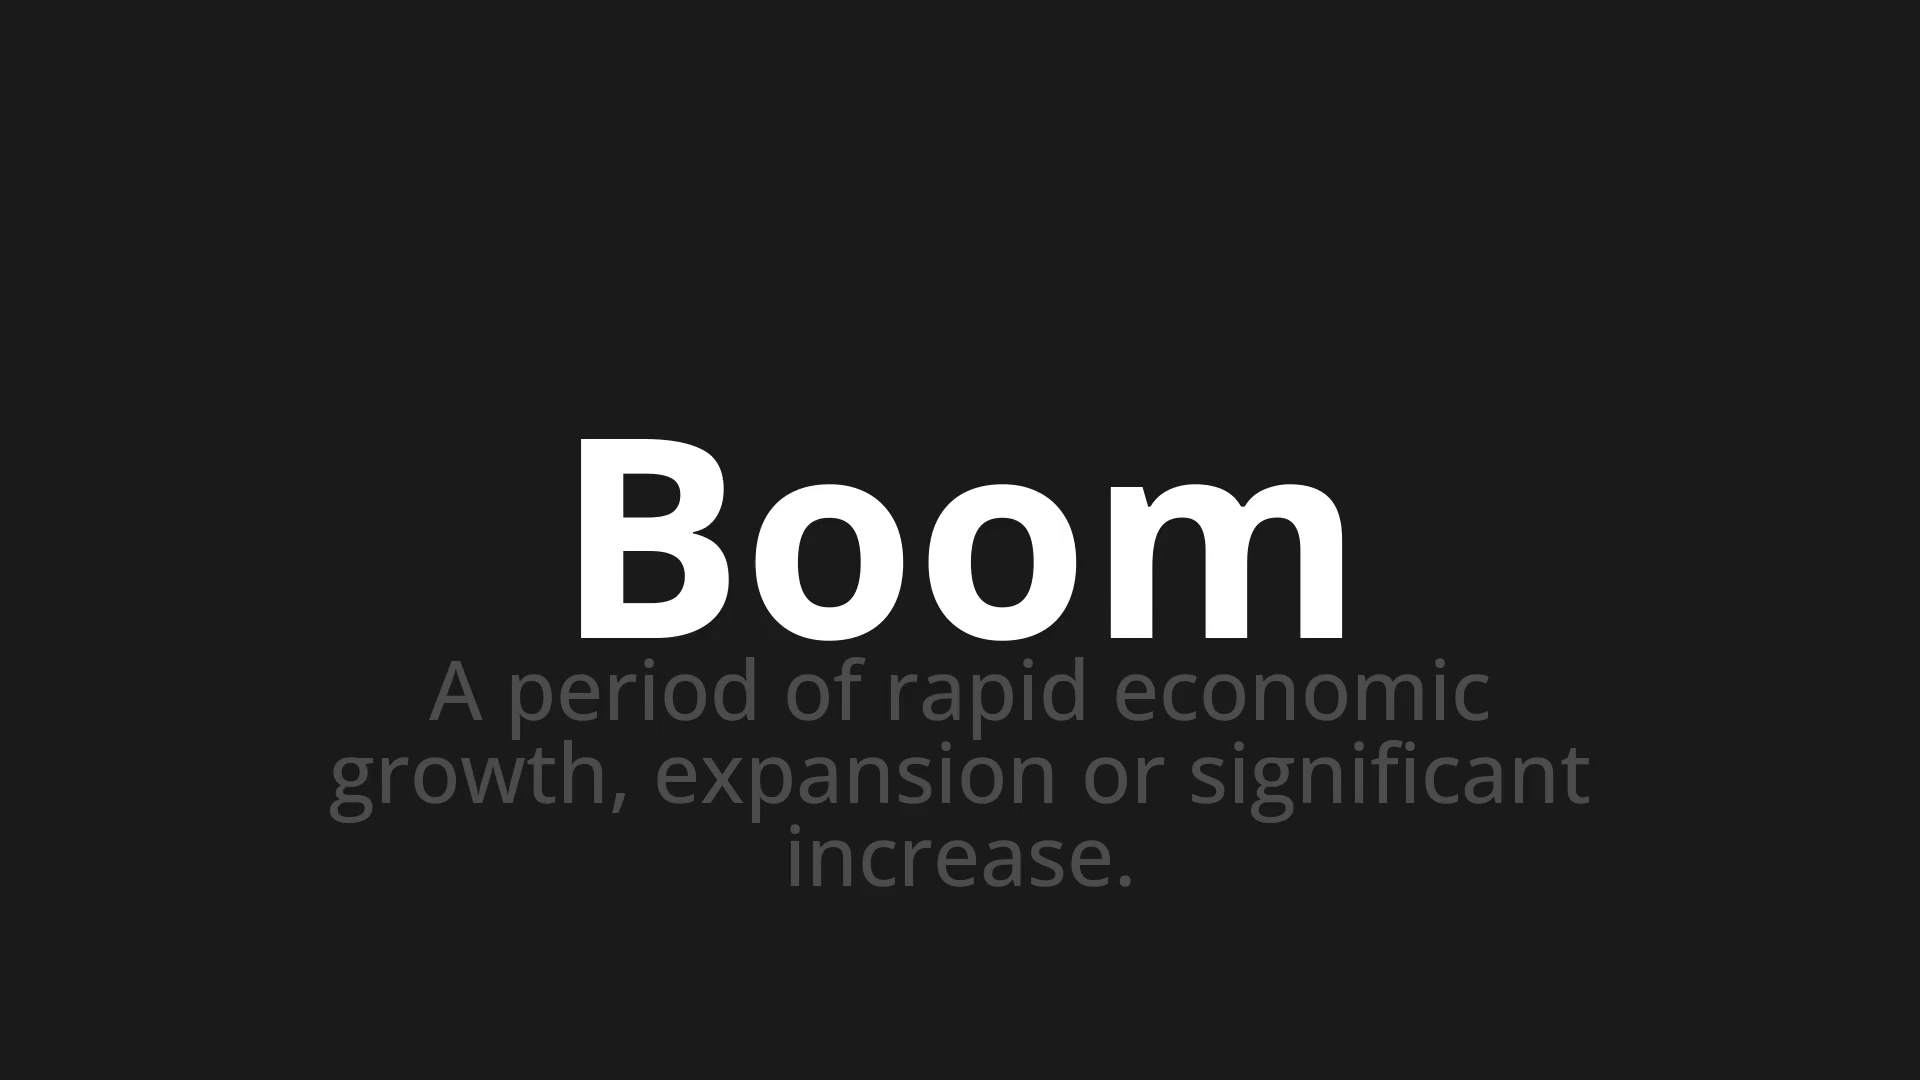 Boom
A period of rapid economic
growth, expansion or significant
increase.